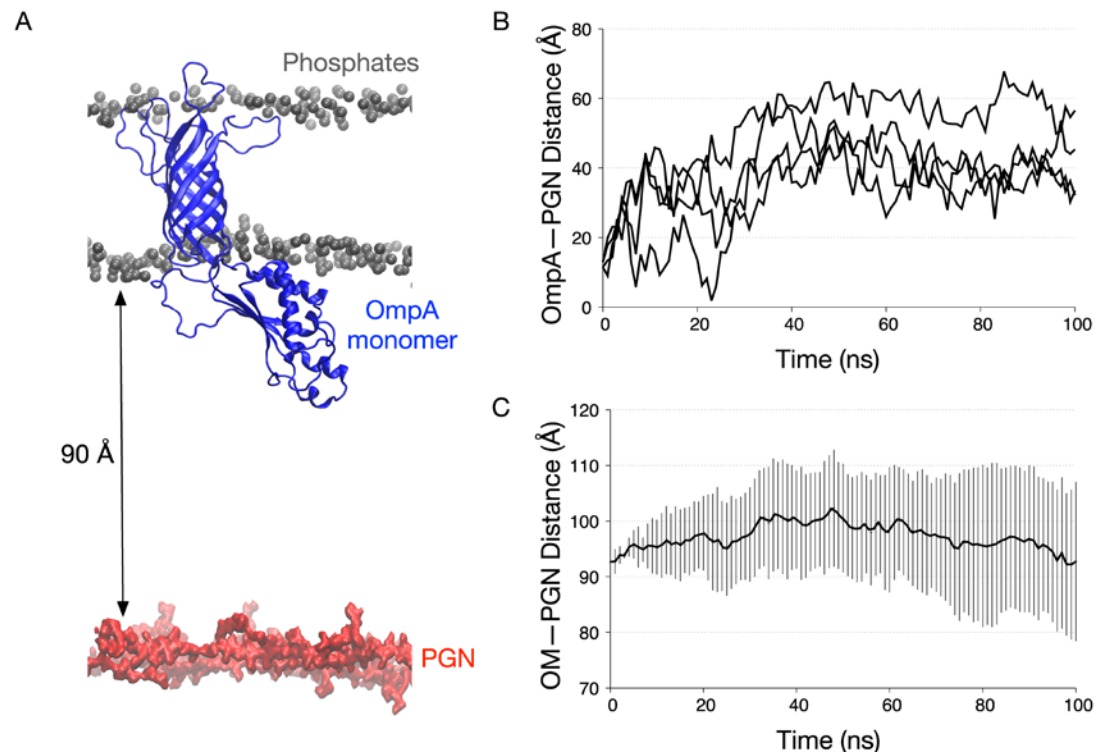 A
Phosphates
OmpA
monomer
90 Å
PGN
B
OmpA—PGN Distance (Å)
80
60
40
20
0
0 20 40 60 80 100
Time (ns)
C
OM—PGN Distance (Å)
120
110
100
90
80
70
0 20 40 60 80 100
Time (ns)